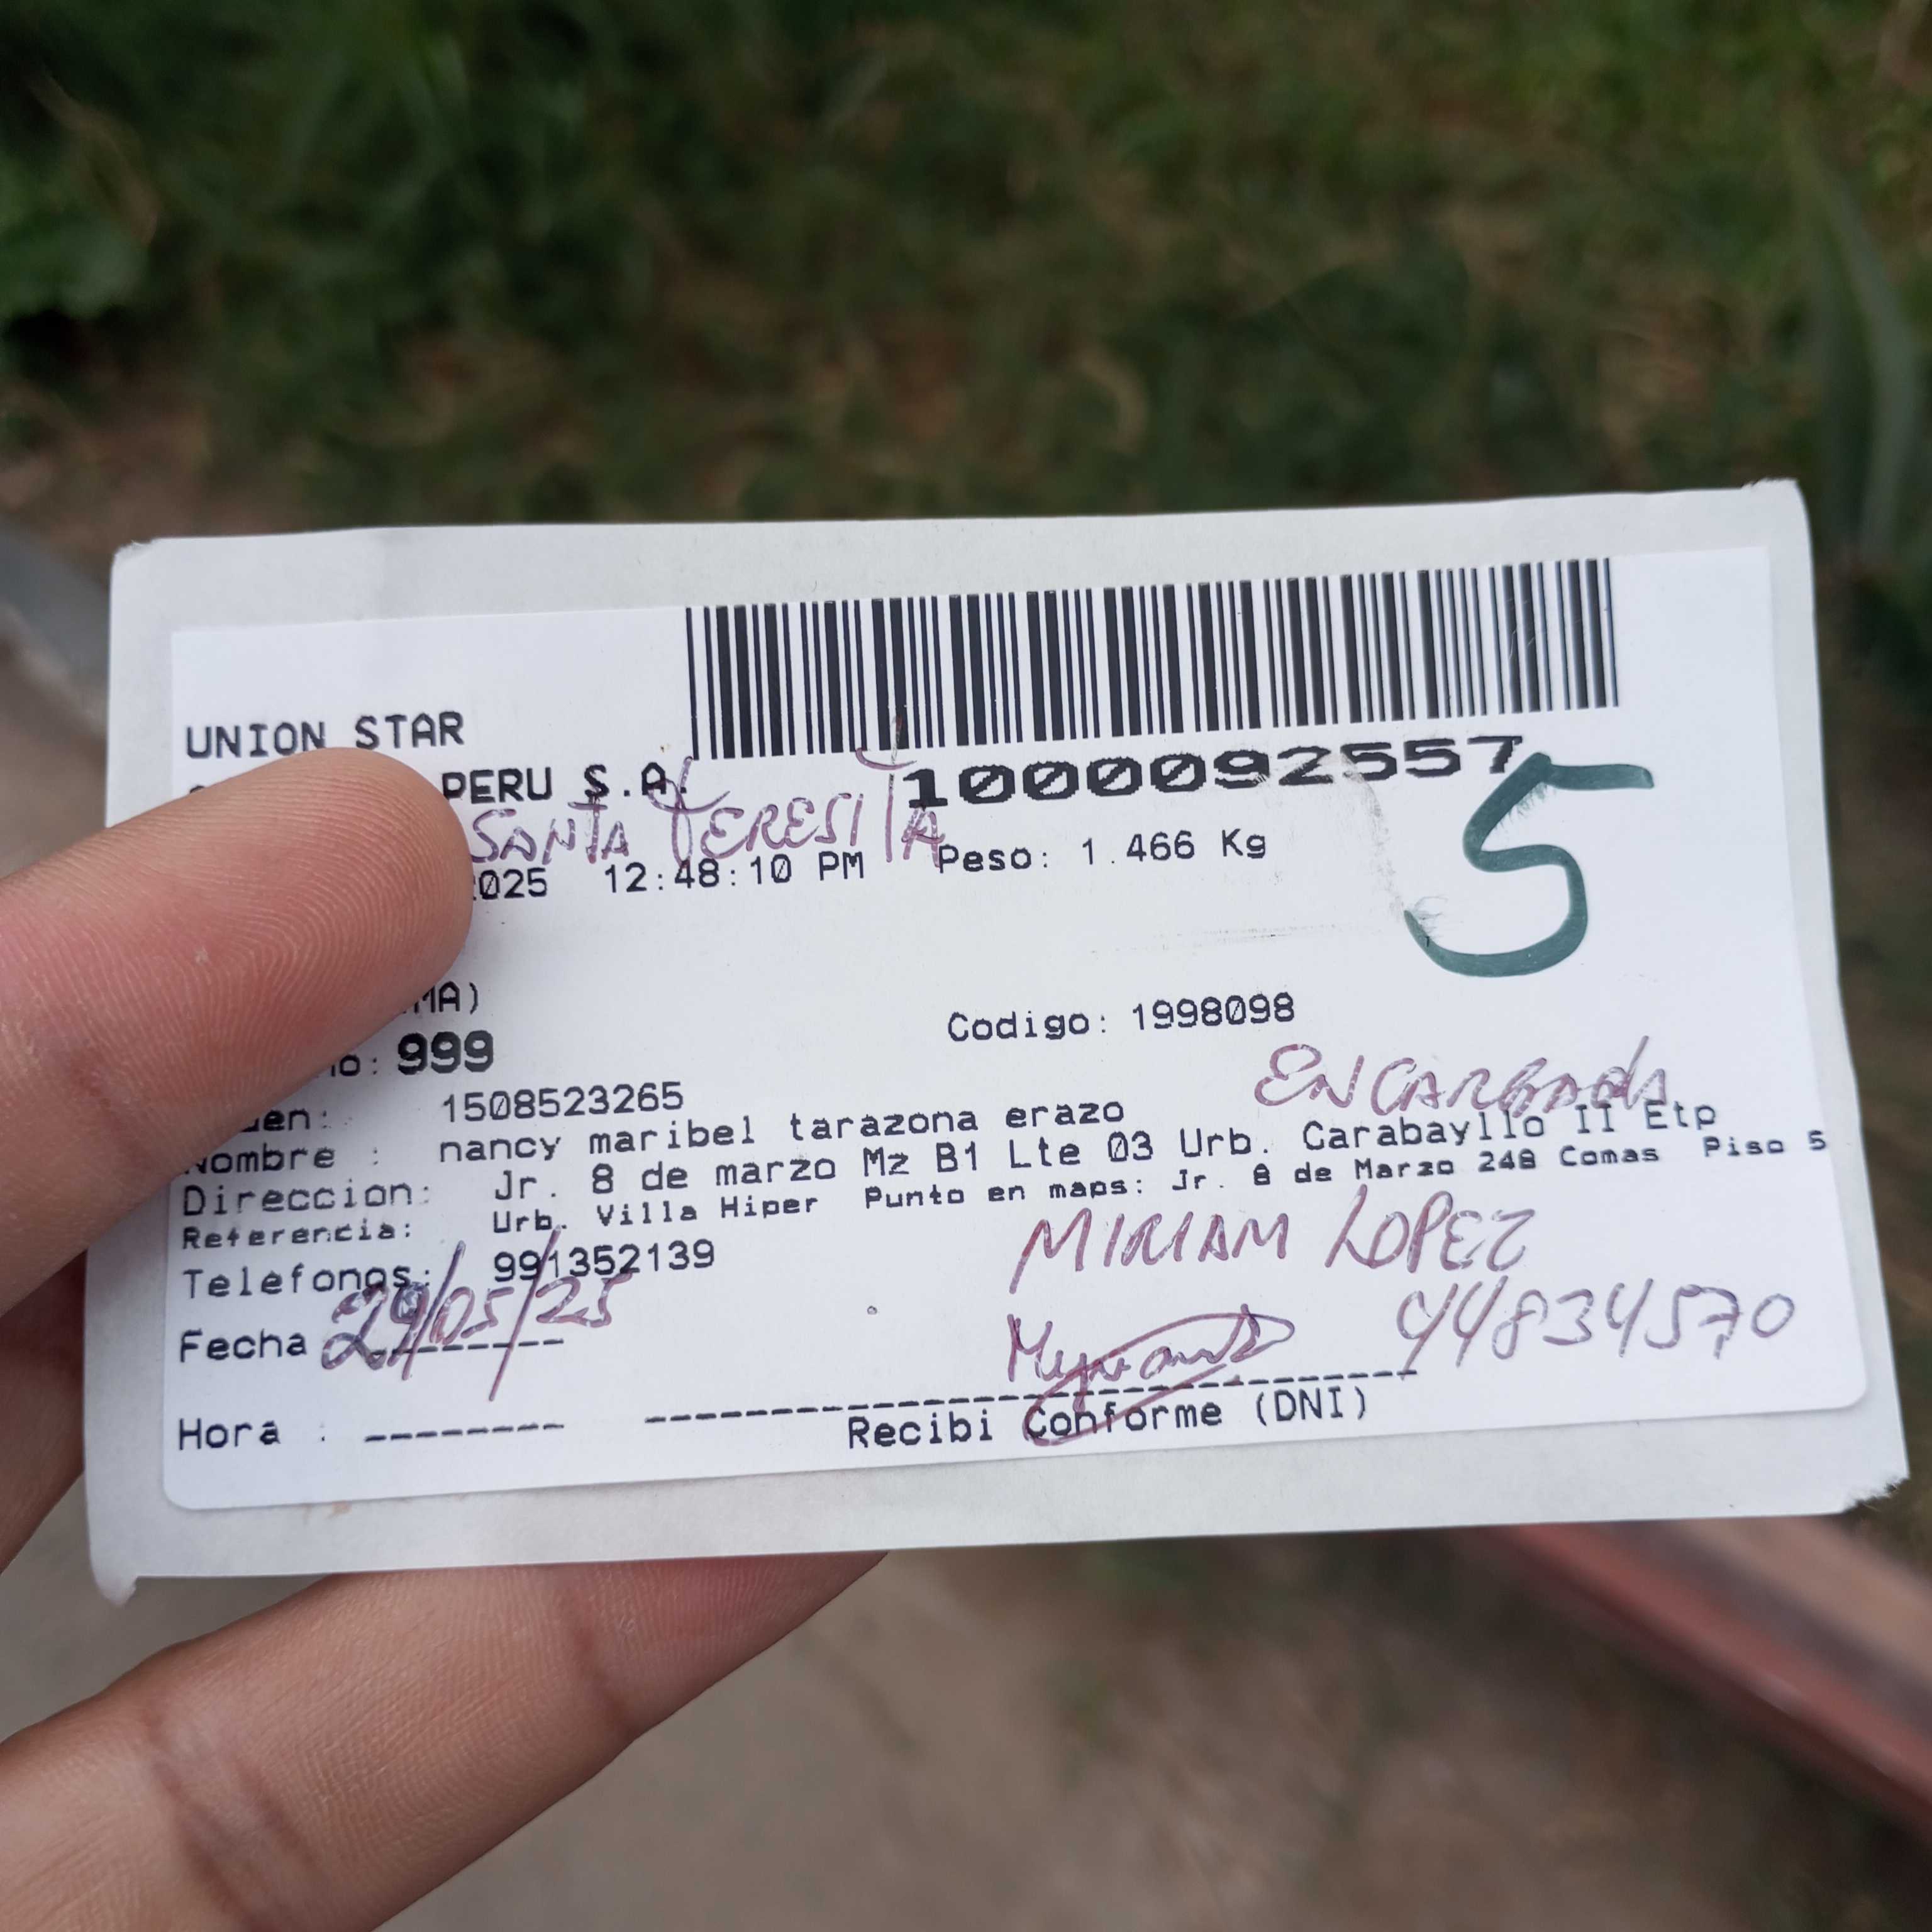 UNION STAR
PERU S.A.
1000092557
5
SANTA TERESITA
2025 12:48:10 PM Peso: 1.466 Kg
MA)
Codigo: 1998098
no: 999
ENCARGADA
den: 1508523265
Nombre : nancy maribel tarazona erazo
Direccion: Jr. 8 de marzo Mz B1 Lte 03 Urb. Carabayllo II Etp
Referencia: Urb. Villa Hiper Punto en maps: Jr. 8 de Marzo 248 Comas Piso 5
Telefonos: 991352139
MIRIAM LOPEZ
Fecha 29/05/25
44834570
Hora : --------
Recibi Conforme (DNI)